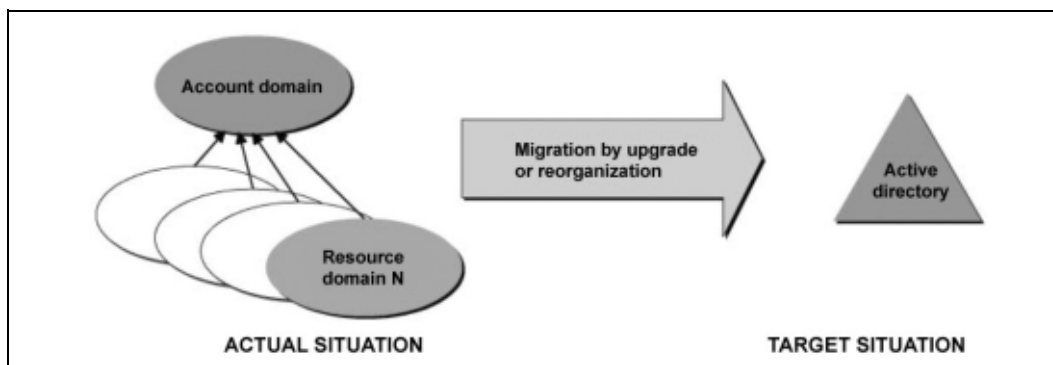 Account domain
Migration by upgrade
or reorganization
Active
directory
Resource
domain N
ACTUAL SITUATION
TARGET SITUATION